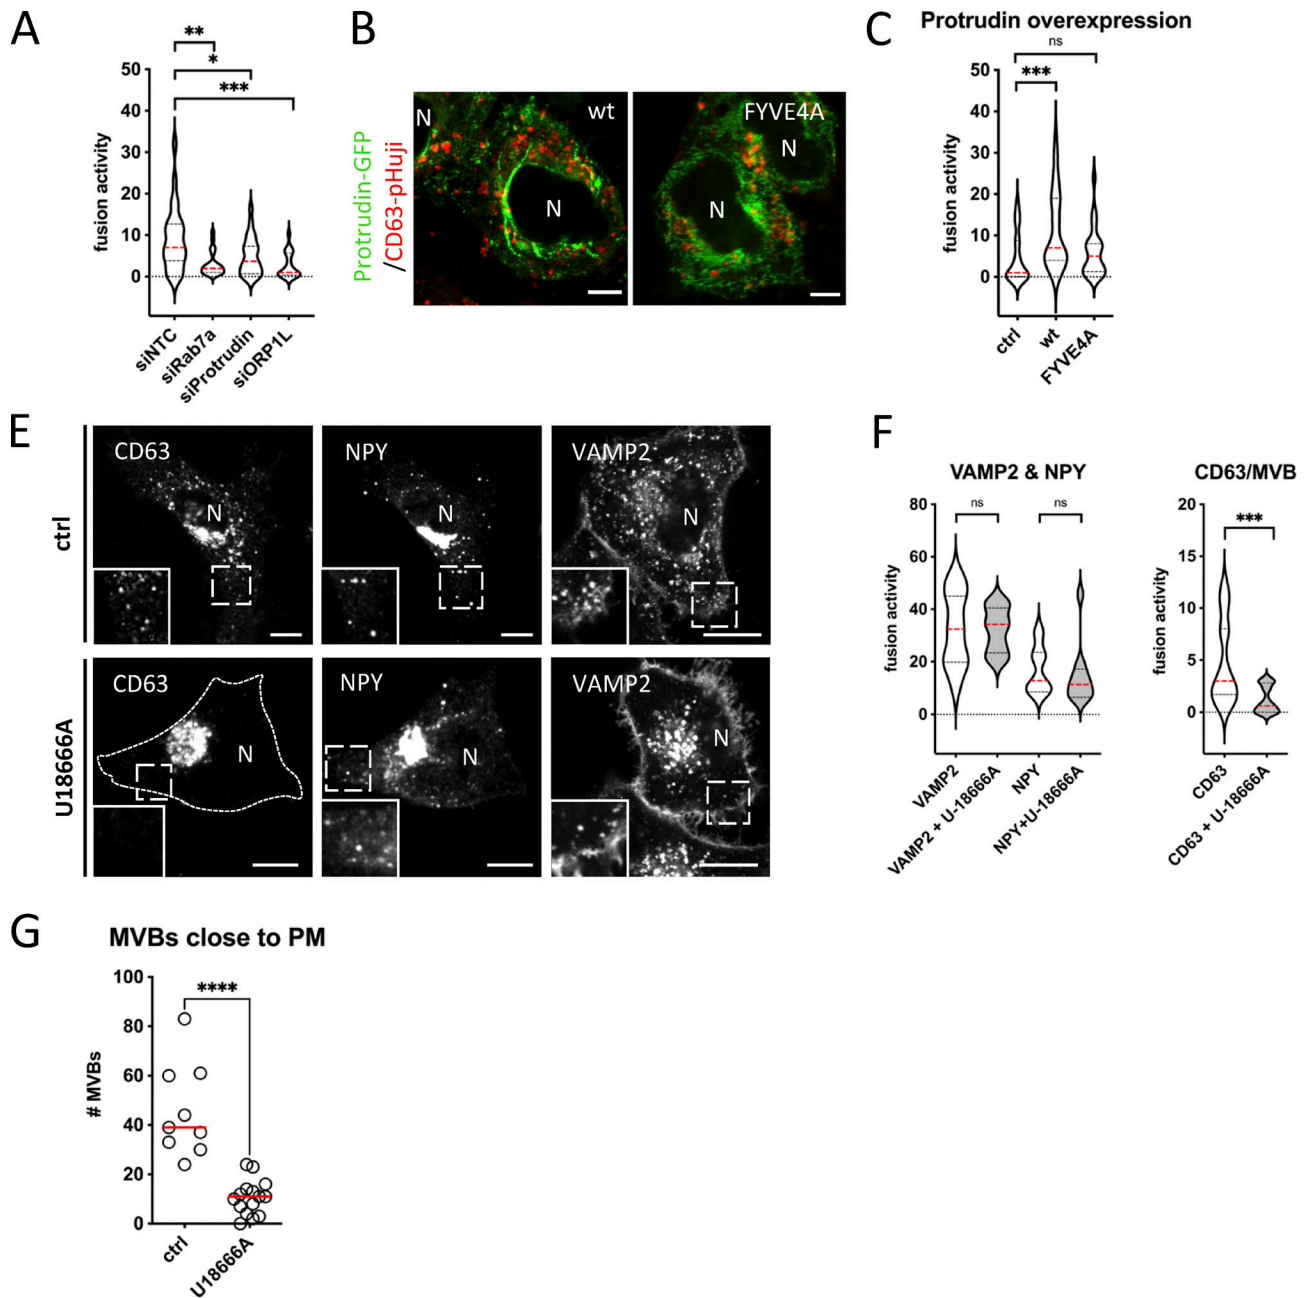 A
**
*
***
50
40
30
20
10
0
fusion activity
siNTC
siRab7a
siProtrudin
siORP1L
B
Protrudin-GFP
/CD63-pHuji
N
wt
N
FYVE4A
N
N
C
Protrudin overexpression
ns
***
50
40
30
20
10
0
fusion activity
ctrl
wt
FYVE4A
E
ctrl
CD63
N
NPY
N
VAMP2
N
U18666A
CD63
N
NPY
N
VAMP2
N
F
VAMP2 & NPY
80
60
40
20
0
fusion activity
ns
ns
VAMP2
VAMP2 + U-18666A
NPY
NPY+U-18666A
CD63/MVB
20
15
10
5
0
fusion activity
***
CD63
CD63 + U-18666A
G
MVBs close to PM
100
80
60
40
20
0
# MVBs
****
ctrl
U18666A